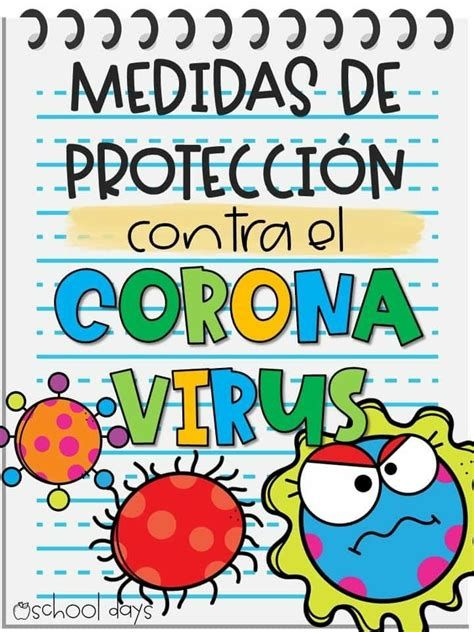 MEDIDAS DE
PROTECCIÓN
contra el
CORONA
VIRUS
school days